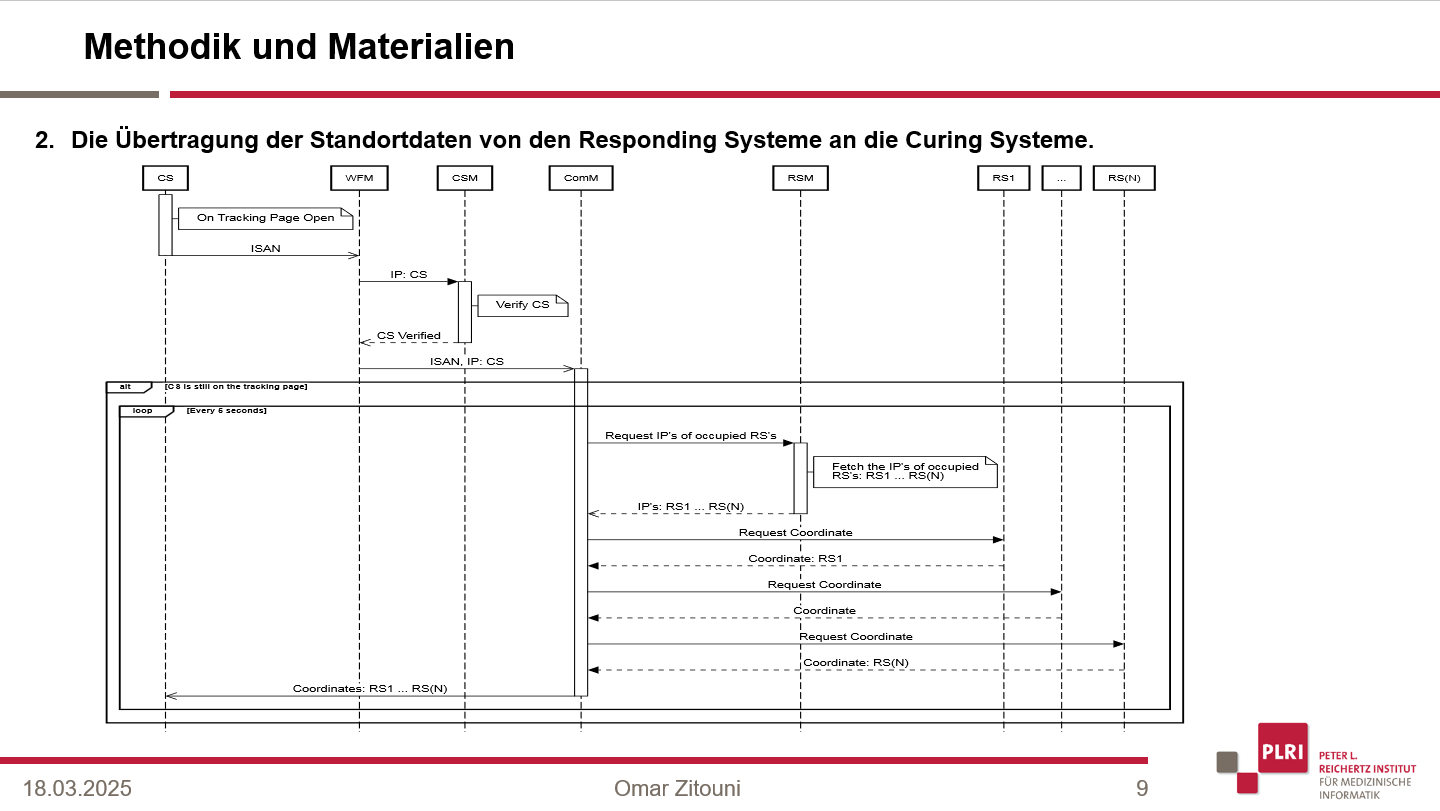 Methodik und Materialien
2. Die Übertragung der Standortdaten von den Responding Systeme an die Curing Systeme.
CS
WFM
CSM
ComM
RSM
RS1
...
RS(N)
On Tracking Page Open
ISAN
IP: CS
Verify CS
CS Verified
ISAN, IP: CS
alt
[CS is still on the tracking page]
loop
[Every 5 seconds]
Request IP's of occupied RS's
Fetch the IP's of occupied
RS's: RS1 ... RS(N)
IP's: RS1 ... RS(N)
Request Coordinate
Coordinate: RS1
Request Coordinate
Coordinate
Request Coordinate
Coordinate: RS(N)
Coordinates: RS1 ... RS(N)
18.03.2025
Omar Zitouni
9
PLRI
PETER L.
REICHERTZ INSTITUT
FÜR MEDIZINISCHE
INFORMATIK